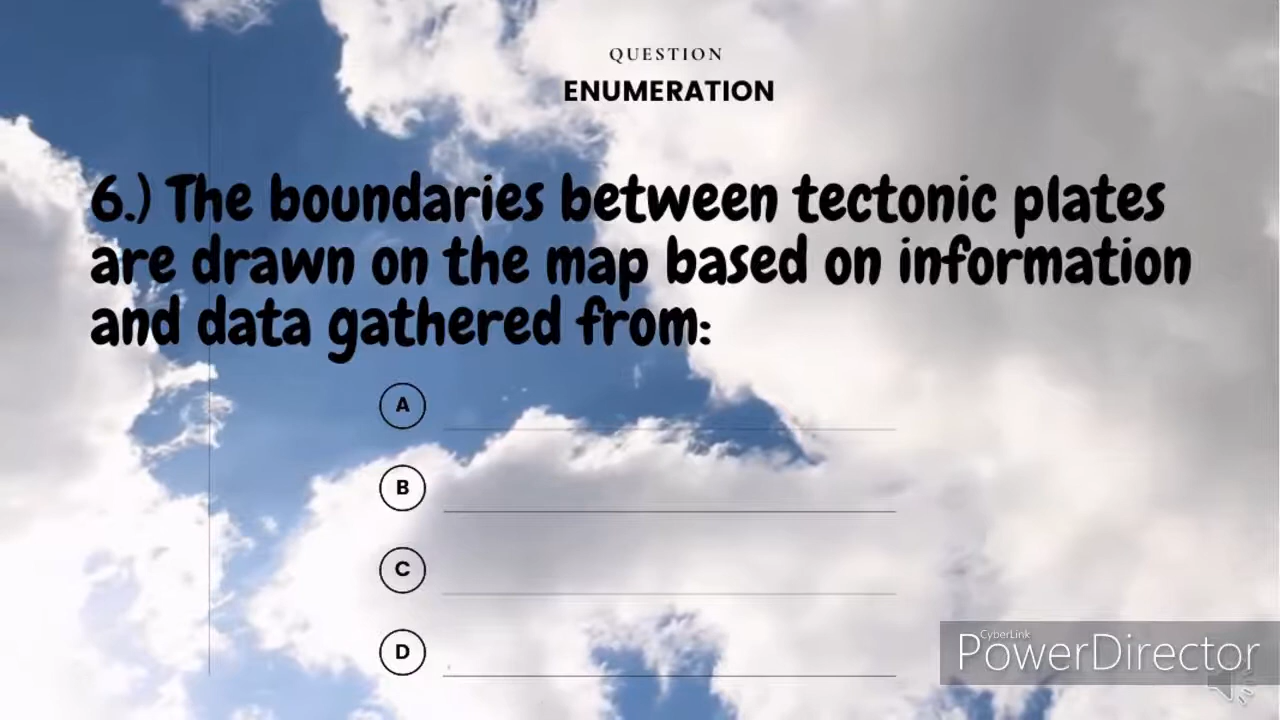 QUESTION
ENUMERATION
6.) The boundaries between tectonic plates
are drawn on the map based on information
and data gathered from:
A
B
C
D
CyberLink
PowerDirector